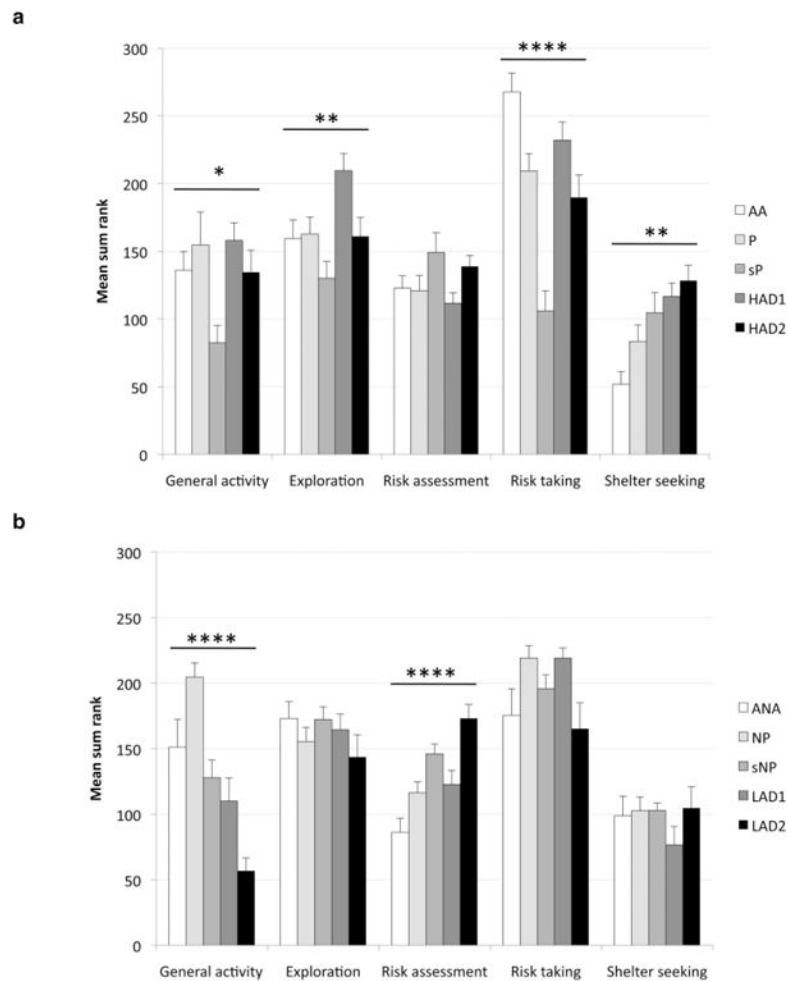 a
300
250
200
150
100
50
0
Mean sum rank
*
**
****
**
General activity Exploration Risk assessment Risk taking Shelter seeking
AA
P
sP
HAD1
HAD2
b
300
250
200
150
100
50
0
Mean sum rank
****
****
General activity Exploration Risk assessment Risk taking Shelter seeking
ANA
NP
sNP
LAD1
LAD2